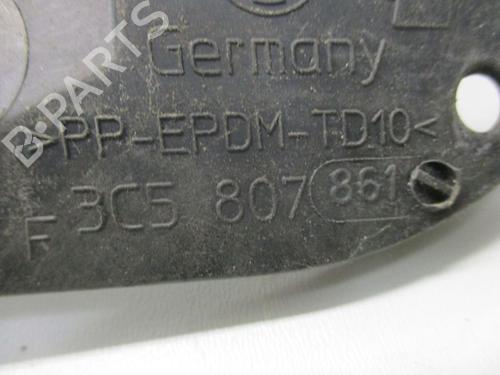 B-PARTS
Germany
>PP-EPDM-TD10<
F 3C5 807 861